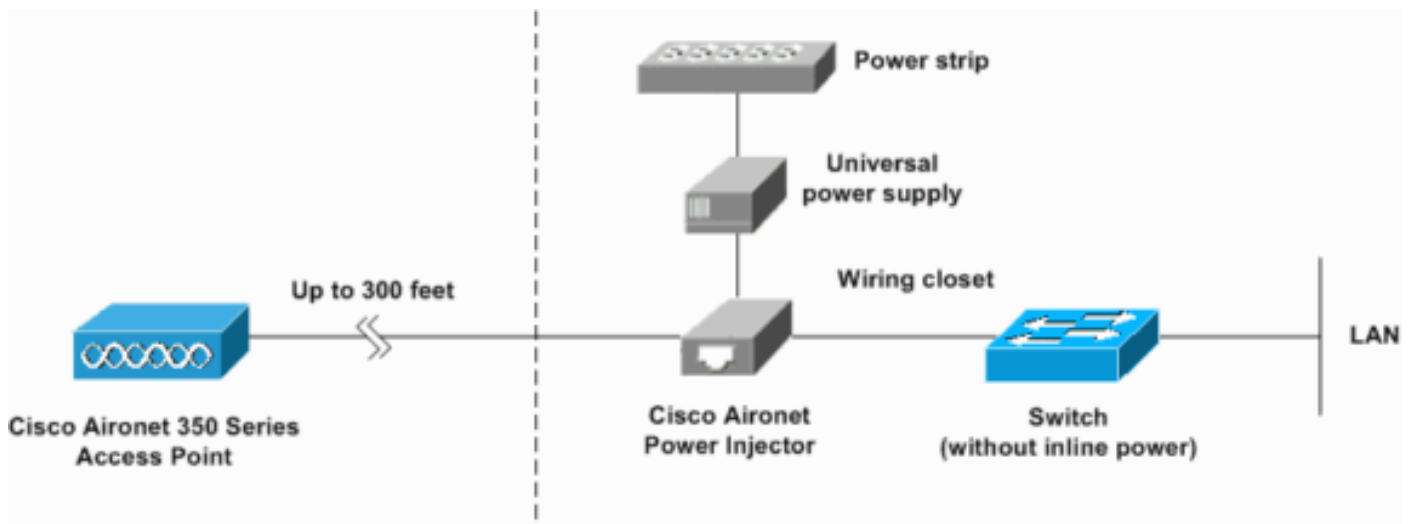 Power strip
Universal
power supply
Wiring closet
Up to 300 feet
LAN
Cisco Aironet 350 Series
Access Point
Cisco Aironet
Power Injector
Switch
(without inline power)